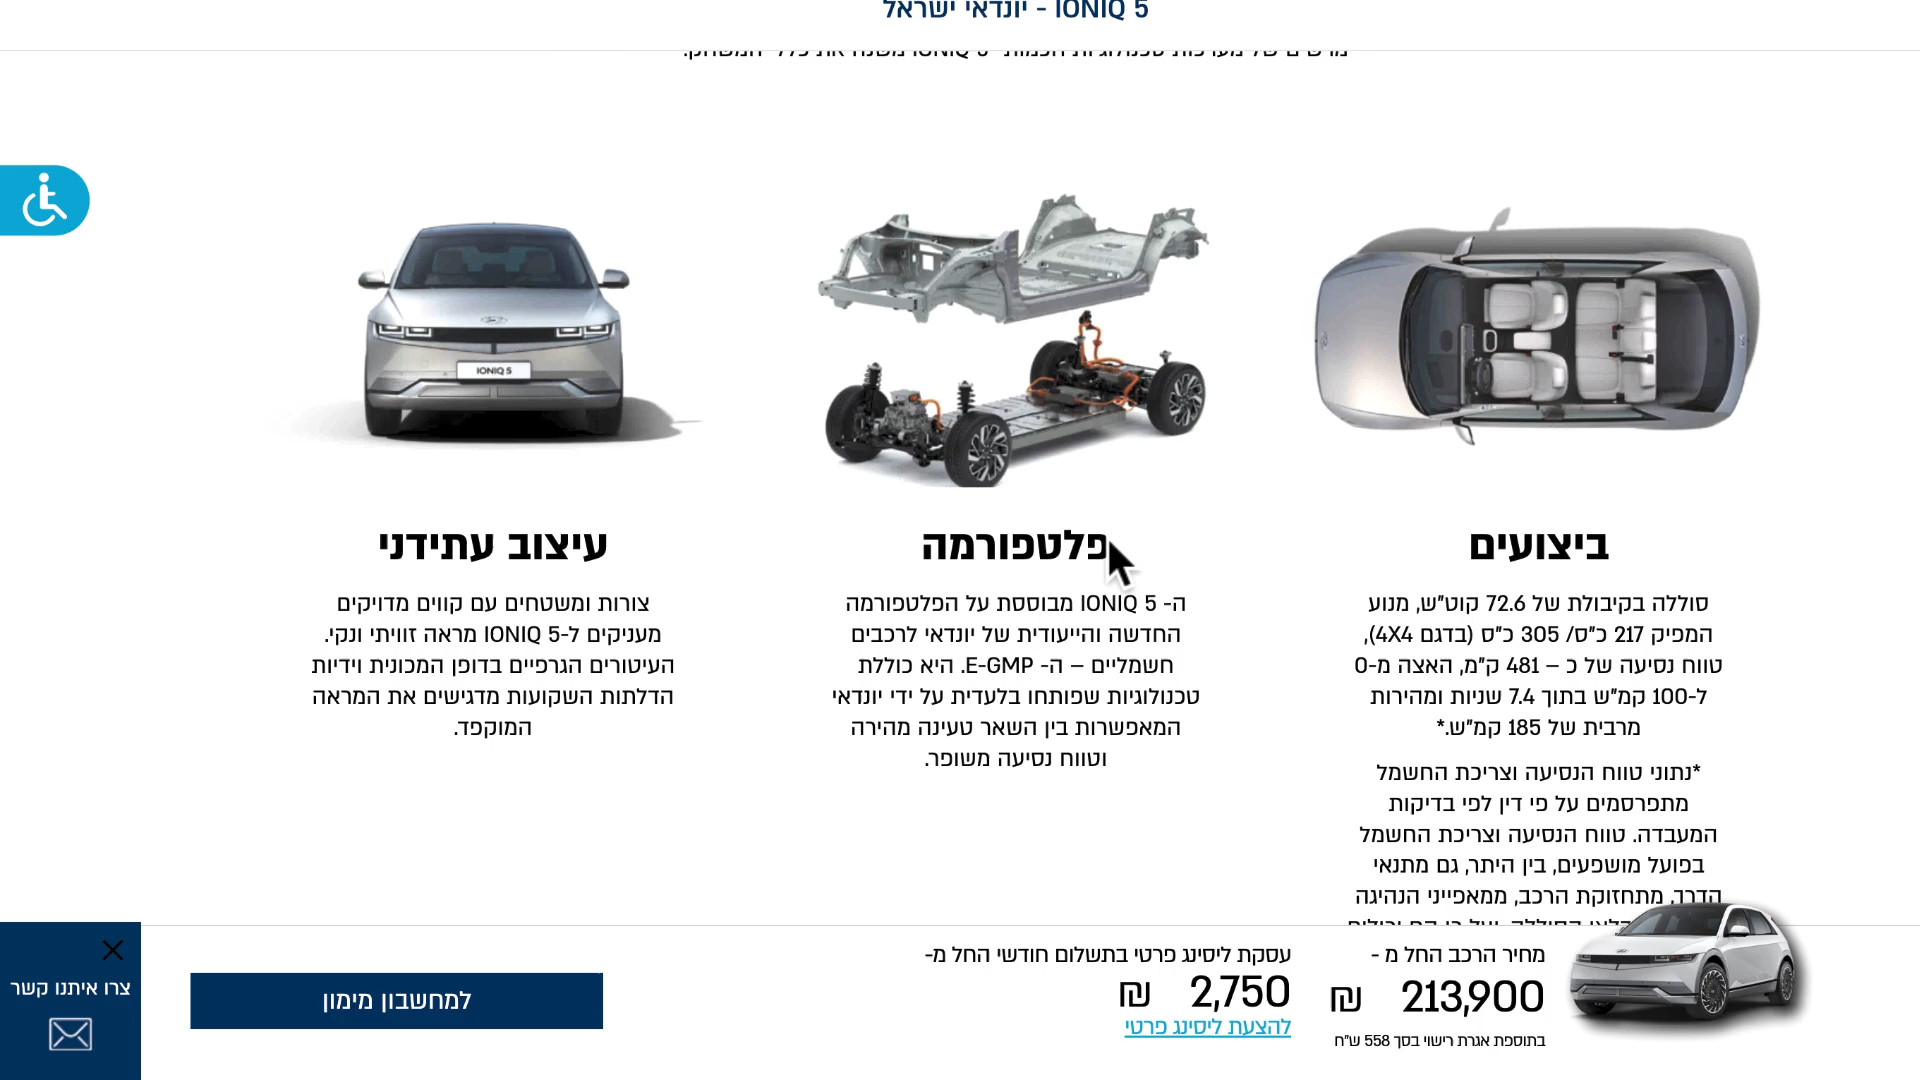 IONIQ 5 - יונדאי ישראל
IONIQ 5
ביצועים
סוללה בקיבולת של 72.6 קוט"ש, מנוע
המפיק 217 כ"ס/ 305 כ"ס (בדגם 4X4),
טווח נסיעה של כ – 481 ק"מ, האצה מ-0
ל-100 קמ"ש בתוך 7.4 שניות ומהירות
מרבית של 185 קמ"ש.*
*נתוני טווח הנסיעה וצריכת החשמל
מתפרסמים על פי דין לפי בדיקות
המעבדה. טווח הנסיעה וצריכת החשמל
בפועל מושפעים, בין היתר, גם מתנאי
הדרך, מתחזוקת הרכב, ממאפייני הנהיגה
פלטפורמה
ה- IONIQ 5 מבוססת על הפלטפורמה
החדשה והייעודית של יונדאי לרכבים
חשמליים – ה- E-GMP. היא כוללת
טכנולוגיות שפותחו בלעדית על ידי יונדאי
המאפשרות בין השאר טעינה מהירה
וטווח נסיעה משופר.
עיצוב עתידני
צורות ומשטחים עם קווים מדויקים
מעניקים ל-IONIQ 5 מראה זוויתי ונקי.
העיטורים הגרפיים בדופן המכונית וידיות
הדלתות השקועות מדגישים את המראה
המוקפד.
מחיר הרכב החל מ -
213,900 ₪
בתוספת אגרת רישוי בסך 558 ש"ח
עסקת ליסינג פרטי בתשלום חודשי החל מ-
2,750 ₪
להצעת ליסינג פרטי
למחשבון מימון
צרו איתנו קשר